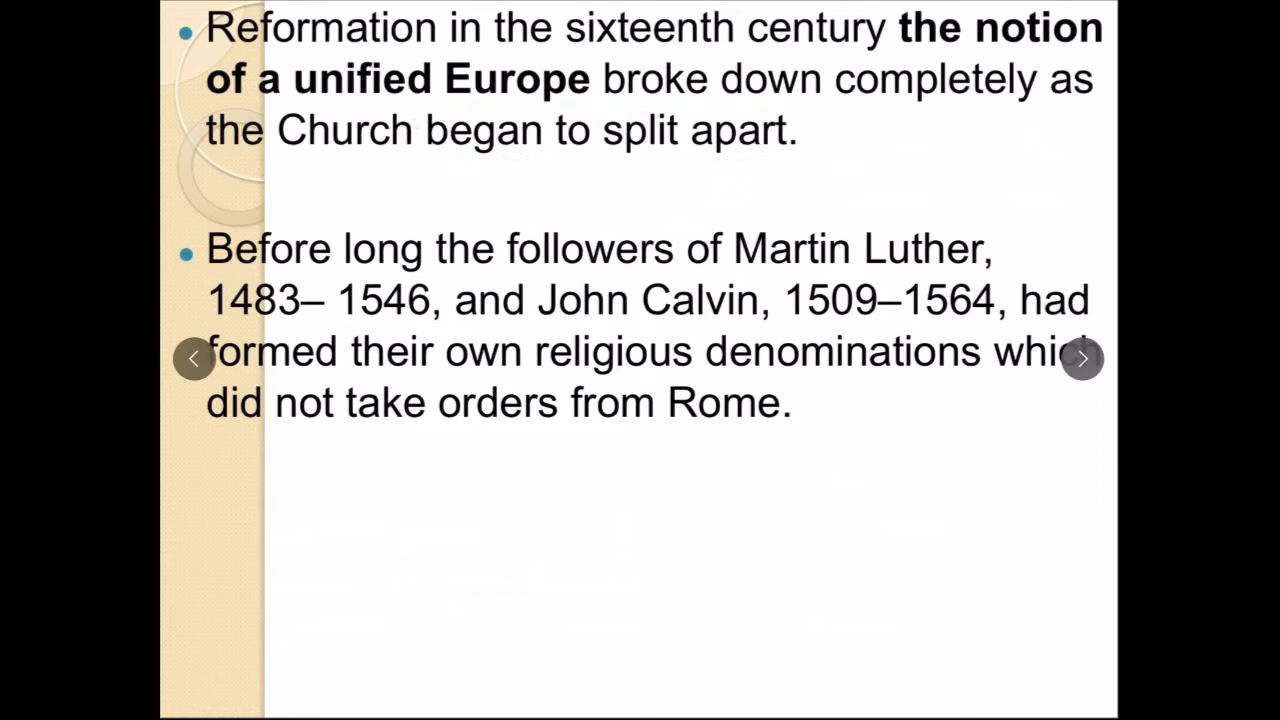 Reformation in the sixteenth century the notion
of a unified Europe broke down completely as
the Church began to split apart.
Before long the followers of Martin Luther,
1483– 1546, and John Calvin, 1509–1564, had
formed their own religious denominations which
did not take orders from Rome.